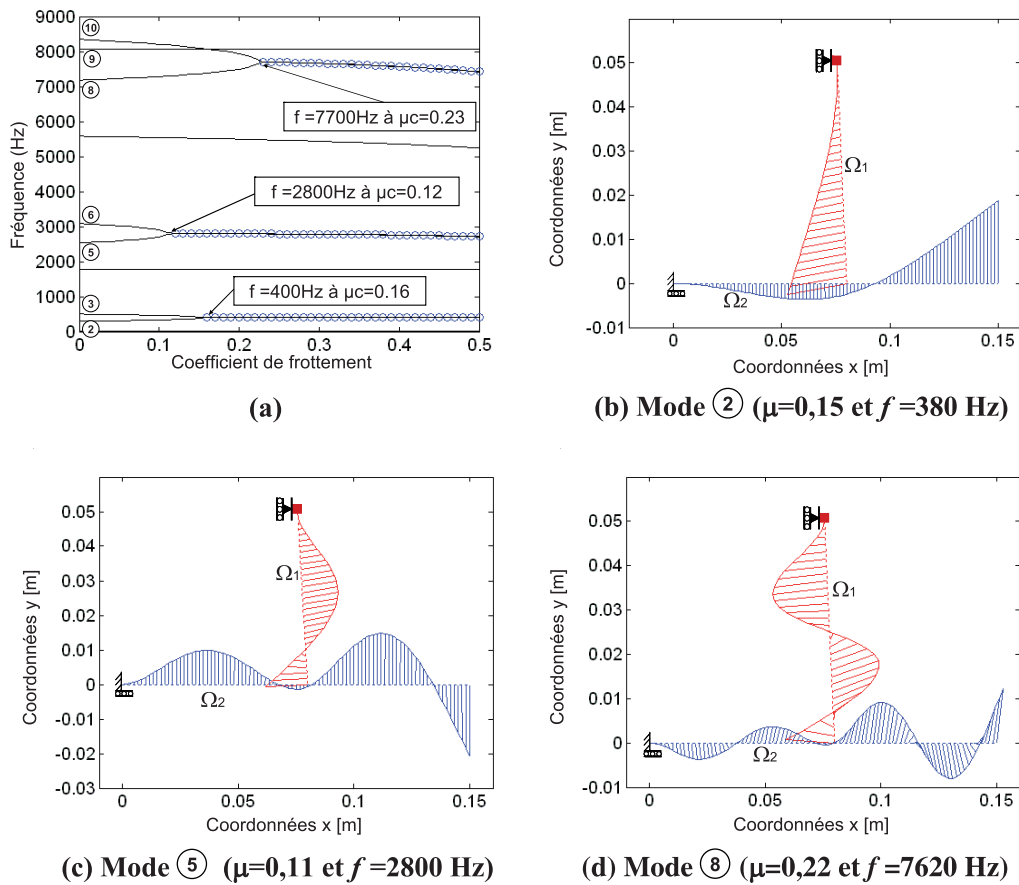 9000
8000
7000
6000
5000
4000
3000
2000
1000
0
Fréquence (Hz)
10
9
8
6
5
3
2
f =7700Hz à µc=0.23
f =2800Hz à µc=0.12
f =400Hz à µc=0.16
0 0.1 0.2 0.3 0.4 0.5
Coefficient de frottement
(a)
0.05
0.04
0.03
0.02
0.01
0
-0.01
Coordonnées y [m]
Ω1
Ω2
0 0.05 0.1 0.15
Coordonnées x [m]
(b) Mode 2 (µ=0,15 et f =380 Hz)
0.05
0.04
0.03
0.02
0.01
0
-0.01
-0.02
-0.03
Coordonnées y [m]
Ω1
Ω2
0 0.05 0.1 0.15
Coordonnées x [m]
(c) Mode 5 (µ=0,11 et f =2800 Hz)
0.05
0.04
0.03
0.02
0.01
0
-0.01
Coordonnées y [m]
Ω1
Ω2
0 0.05 0.1 0.15
Coordonnées x [m]
(d) Mode 8 (µ=0,22 et f =7620 Hz)